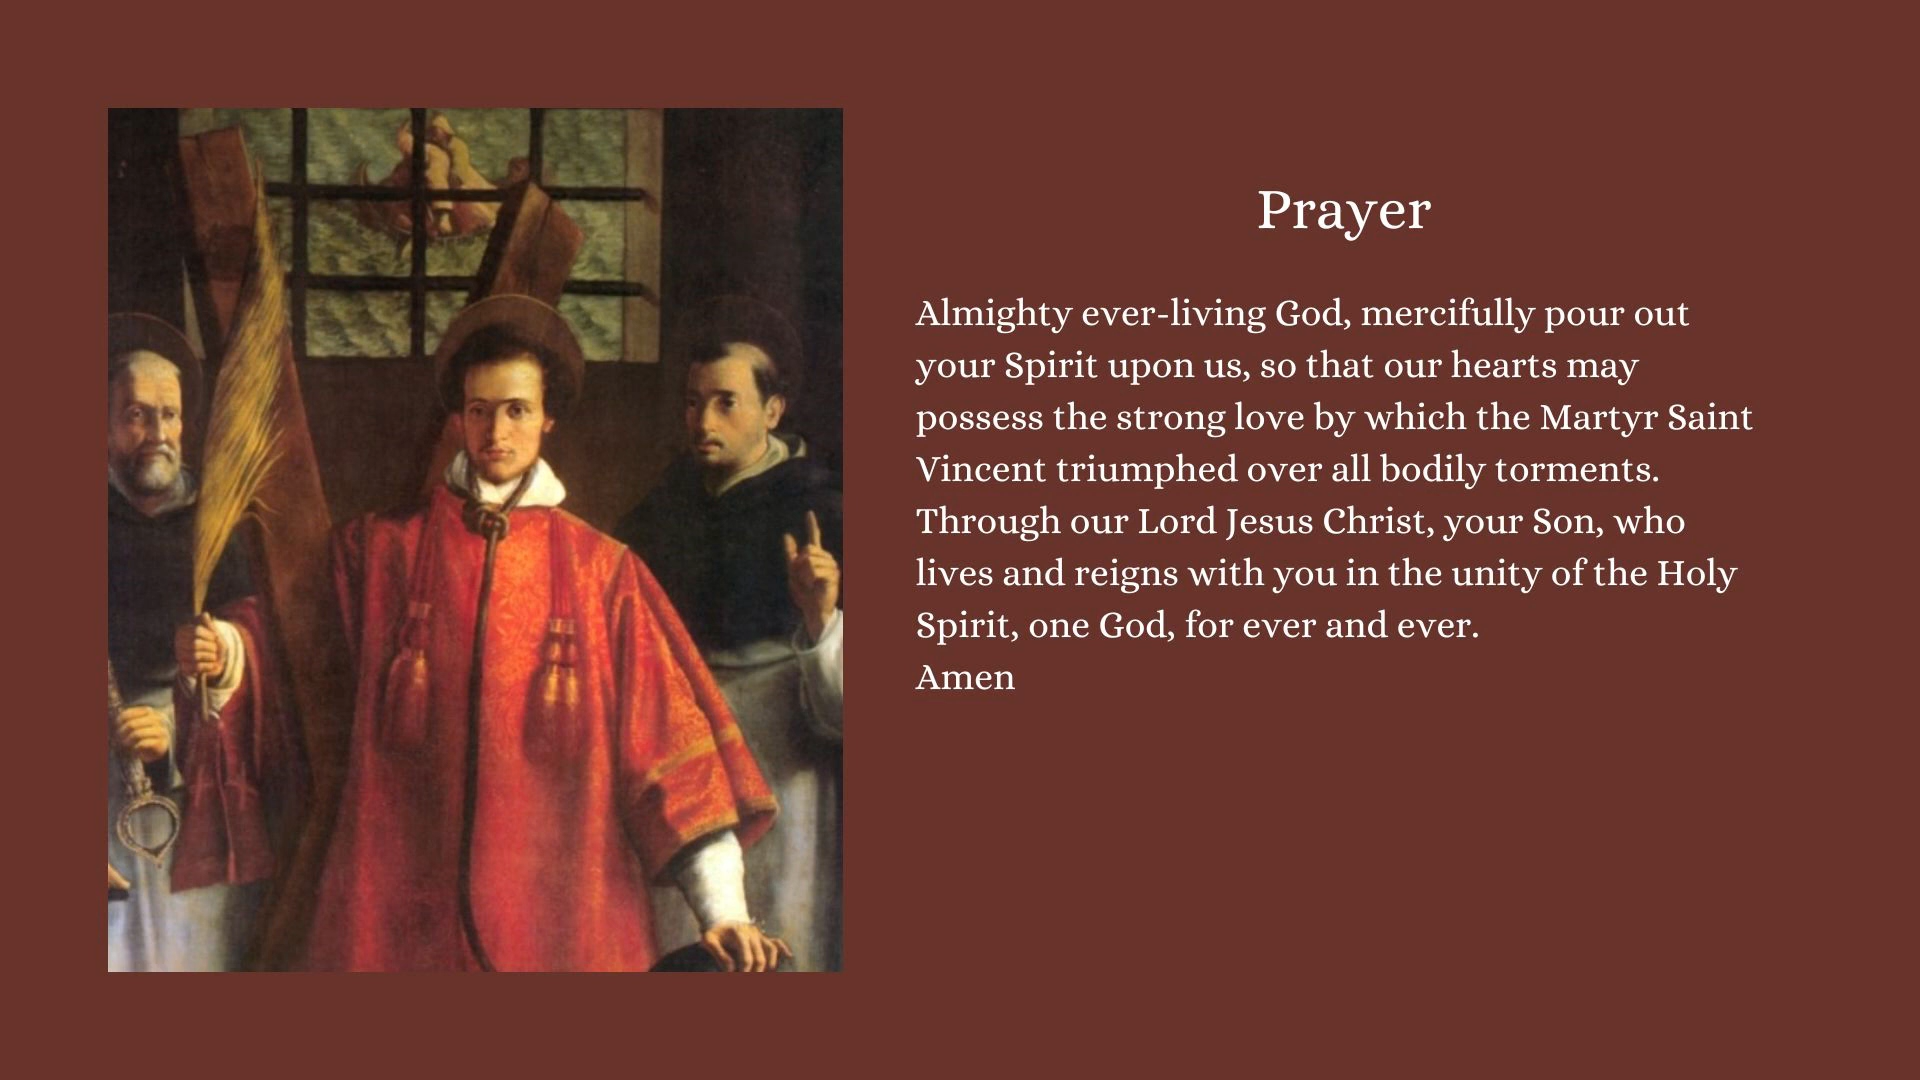 Prayer
Almighty ever-living God, mercifully pour out
your Spirit upon us, so that our hearts may
possess the strong love by which the Martyr Saint
Vincent triumphed over all bodily torments.
Through our Lord Jesus Christ, your Son, who
lives and reigns with you in the unity of the Holy
Spirit, one God, for ever and ever.
Amen